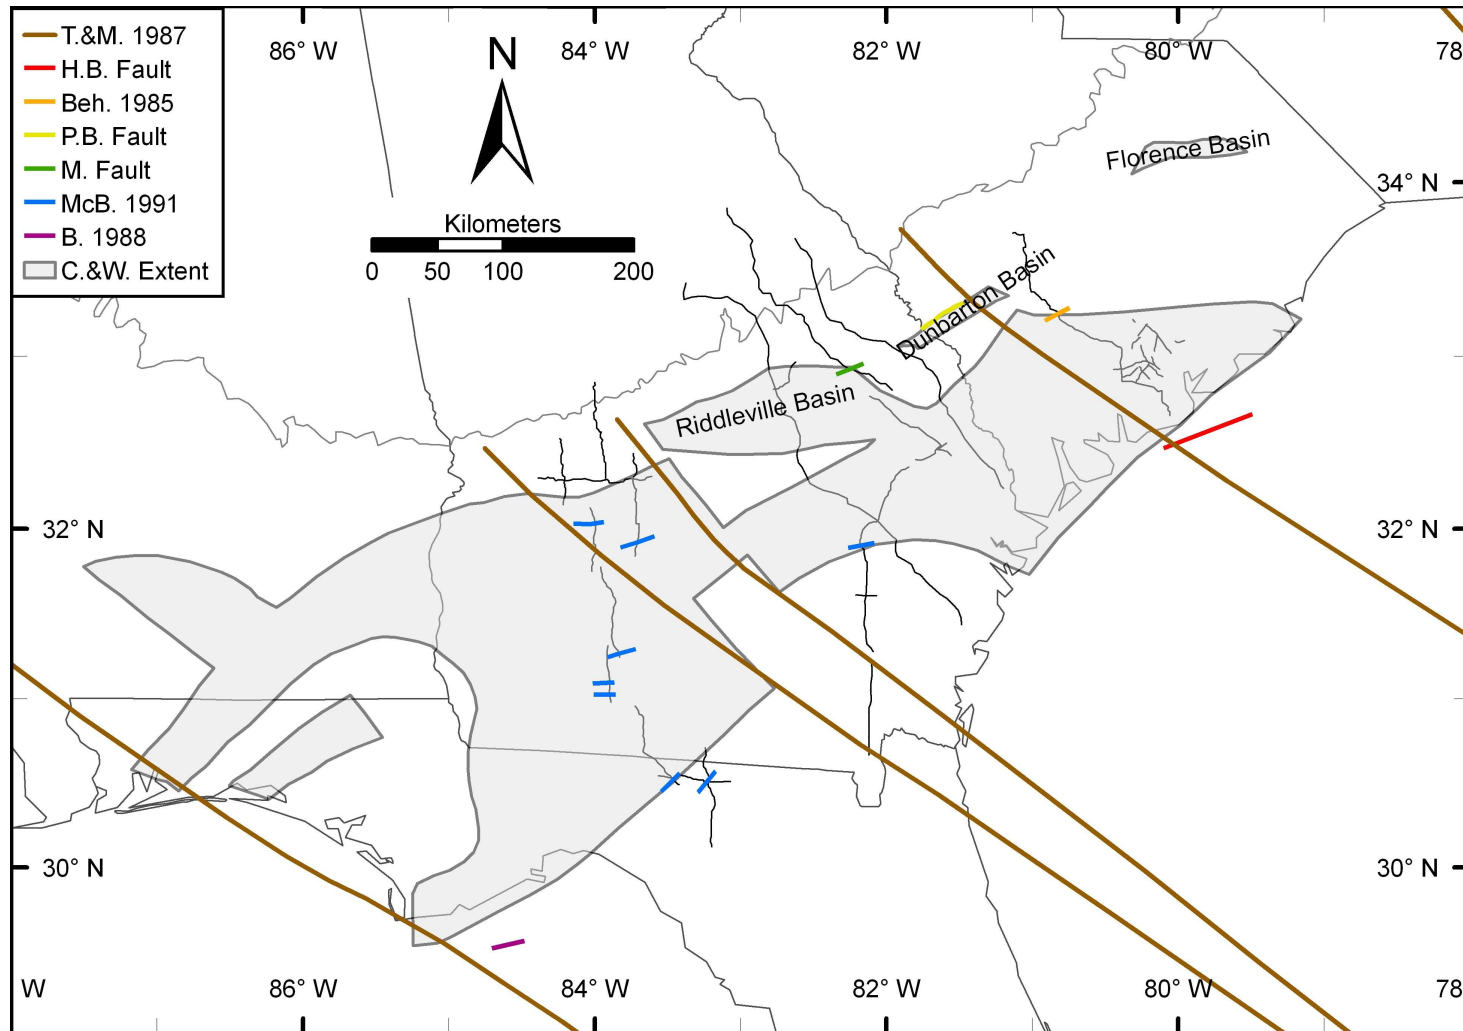 T.&M. 1987
H.B. Fault
Beh. 1985
P.B. Fault
M. Fault
McB. 1991
B. 1988
C.&W. Extent
86° W
84° W
82° W
80° W
78
N
Kilometers
0 50 100 200
Florence Basin
34° N
Dunbarton Basin
Riddleville Basin
32° N
32° N
30° N
30° N
W
86° W
84° W
82° W
80° W
78